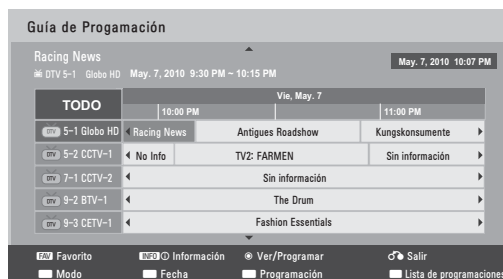 Guía de Progamación
Racing News
DTV 5-1 Globo HD May. 7, 2010 9:30 PM ~ 10:15 PM
May. 7, 2010 10:07 PM
TODO
Vie, May. 7
10:00 PM 11:00 PM
DTV 5-1 Globo HD Racing News Antigues Roadshow Kungskonsumente
DTV 5-2 CCTV-1 No Info TV2: FARMEN Sin información
DTV 7-1 CCTV-2 Sin información
DTV 9-2 BTV-1 The Drum
DTV 9-3 CETV-1 Fashion Essentials
FAV Favorito INFO Información Ver/Programar Salir
Modo Fecha Programación Lista de programaciones